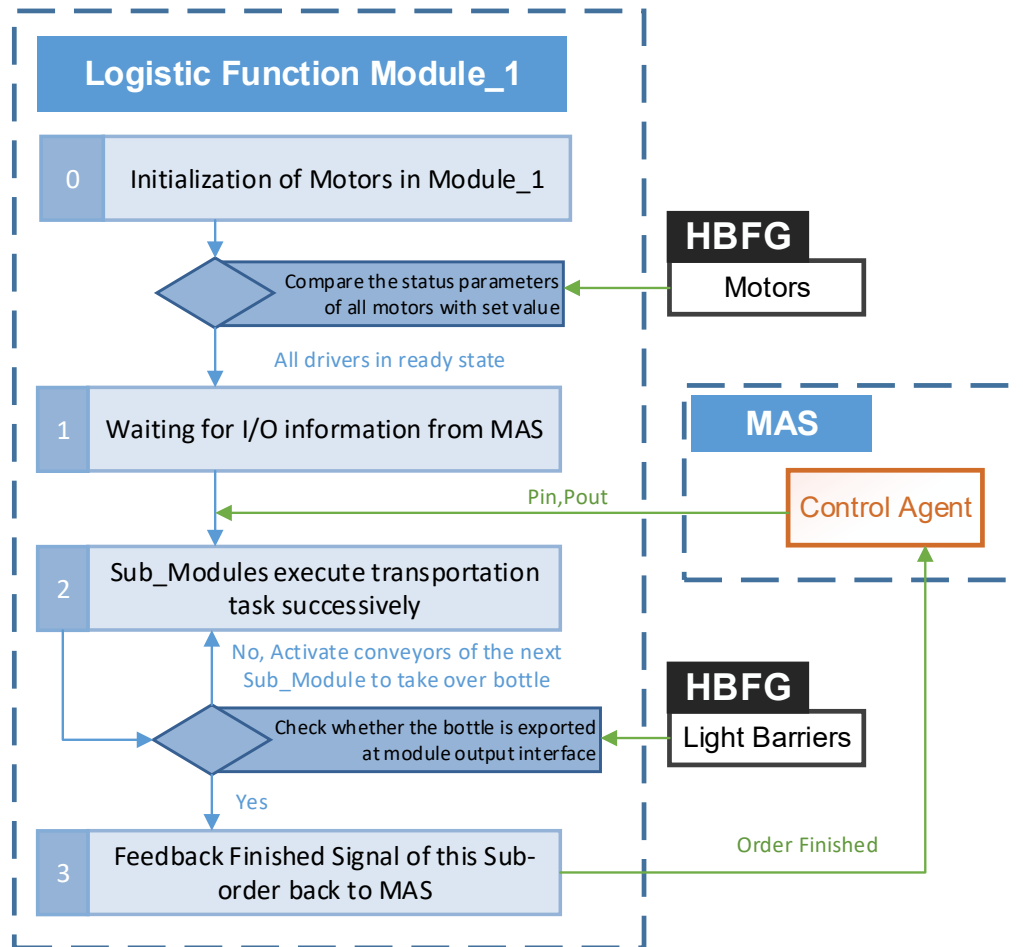 Logistic Function Module_1
0
Initialization of Motors in Module_1
HBFG
Motors
Compare the status parameters
of all motors with set value
All drivers in ready state
1
Waiting for I/O information from MAS
MAS
Control Agent
Pin,Pout
2
Sub_Modules execute transportation
task successively
No, Activate conveyors of the next
Sub_Module to take over bottle
HBFG
Light Barriers
Check whether the bottle is exported
at module output interface
Yes
3
Feedback Finished Signal of this Sub-
order back to MAS
Order Finished